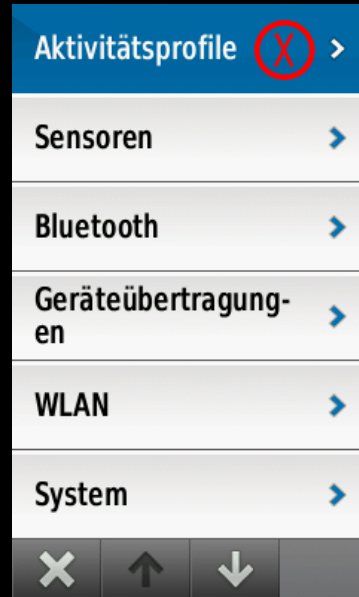 Aktivitätsprofile X
Sensoren
Bluetooth
Geräteübertragung-
en
WLAN
System